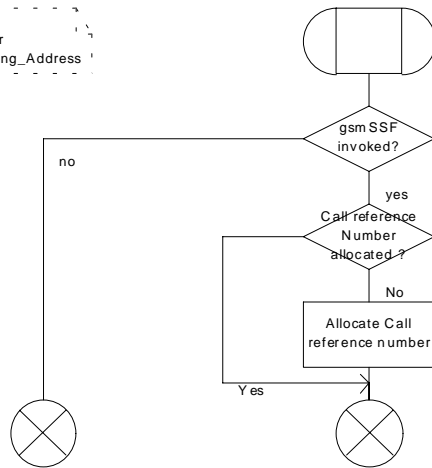 r
ng_Address
gsmSSF
invoked?
no
yes
Call reference
Number
allocated ?
No
Allocate Call
reference number
Yes